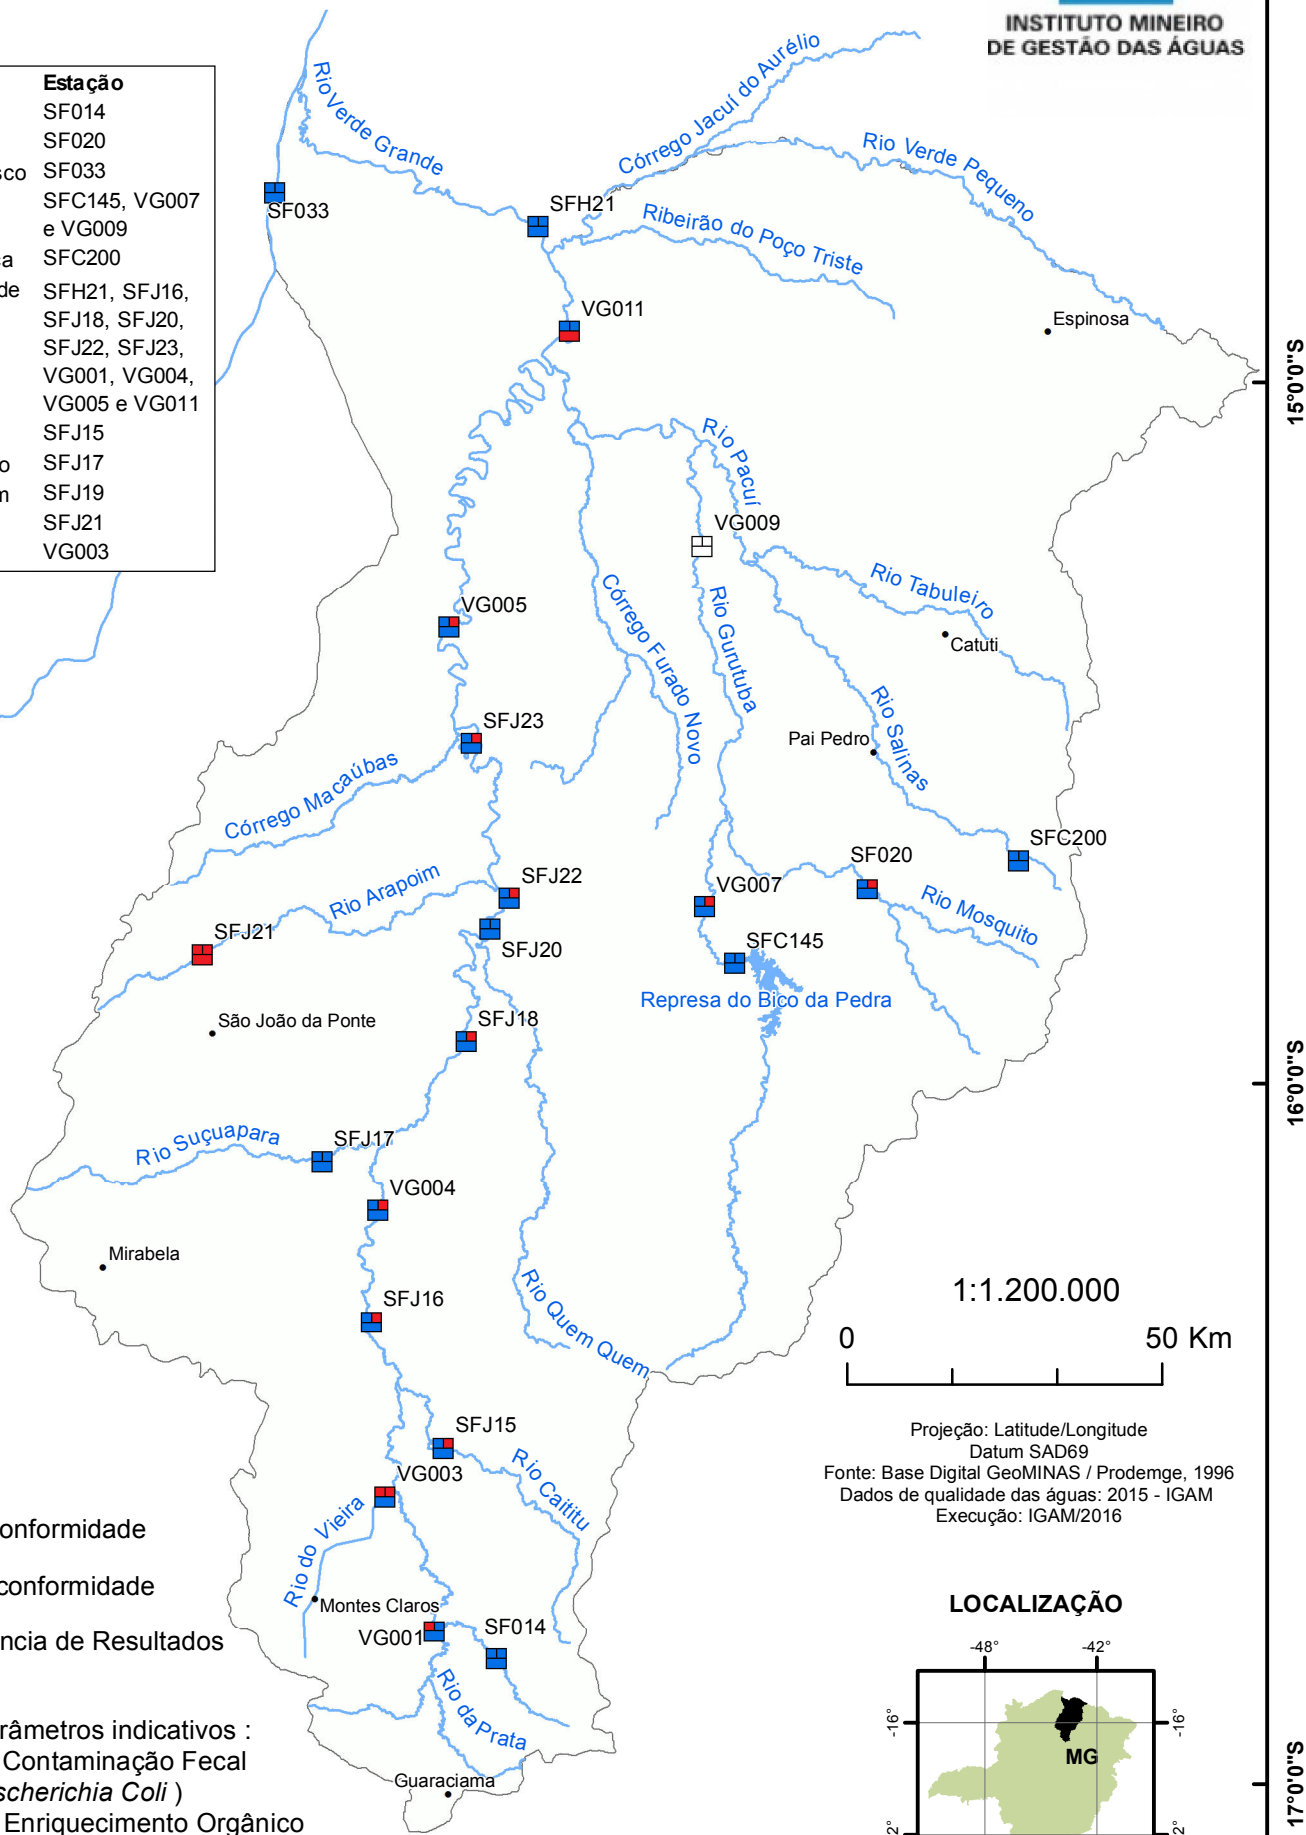 INSTITUTO MINEIRO
DE GESTÃO DAS ÁGUAS
Estação
SF014
SF020
sco SF033
SFC145, VG007
e VG009
ca SFC200
de SFH21, SFJ16,
SFJ18, SFJ20,
SFJ22, SFJ23,
VG001, VG004,
VG005 e VG011
SFJ15
o SFJ17
m SFJ19
SFJ21
VG003
Rio Verde Grande
Córrego Jacuí do Aurélio
Rio Verde Pequeno
SF033
SFH21
Ribeirão do Poço Triste
VG011
Espinosa
15°0'0"S
Rio Pacuí
VG009
Rio Tabuleiro
Catuti
VG005
Córrego Furado Novo
Rio Gurutuba
Rio Salinas
SFJ23
Pai Pedro
Córrego Macaúbas
SFC200
SF020
SFJ22
VG007
Rio Arapoim
Rio Mosquito
SFJ21
SFJ20
SFC145
Represa do Bico da Pedra
São João da Ponte
SFJ18
16°0'0"S
Rio Suçuapara
SFJ17
VG004
Mirabela
SFJ16
Rio Quem Quem
1:1.200.000
0 50 Km
SFJ15
Rio Caititu
VG003
Rio do Vieira
Projeção: Latitude/Longitude
Datum SAD69
Fonte: Base Digital GeoMINAS / Prodemge, 1996
Dados de qualidade das águas: 2015 - IGAM
Execução: IGAM/2016
onformidade
conformidade
ncia de Resultados
Montes Claros
VG001
SF014
Rio da Prata
Guaraciama
LOCALIZAÇÃO
-48° -42°
-16° -16°
MG
2° 2°
17°0'0"S
râmetros indicativos :
Contaminação Fecal
scherichia Coli )
Enriquecimento Orgânico